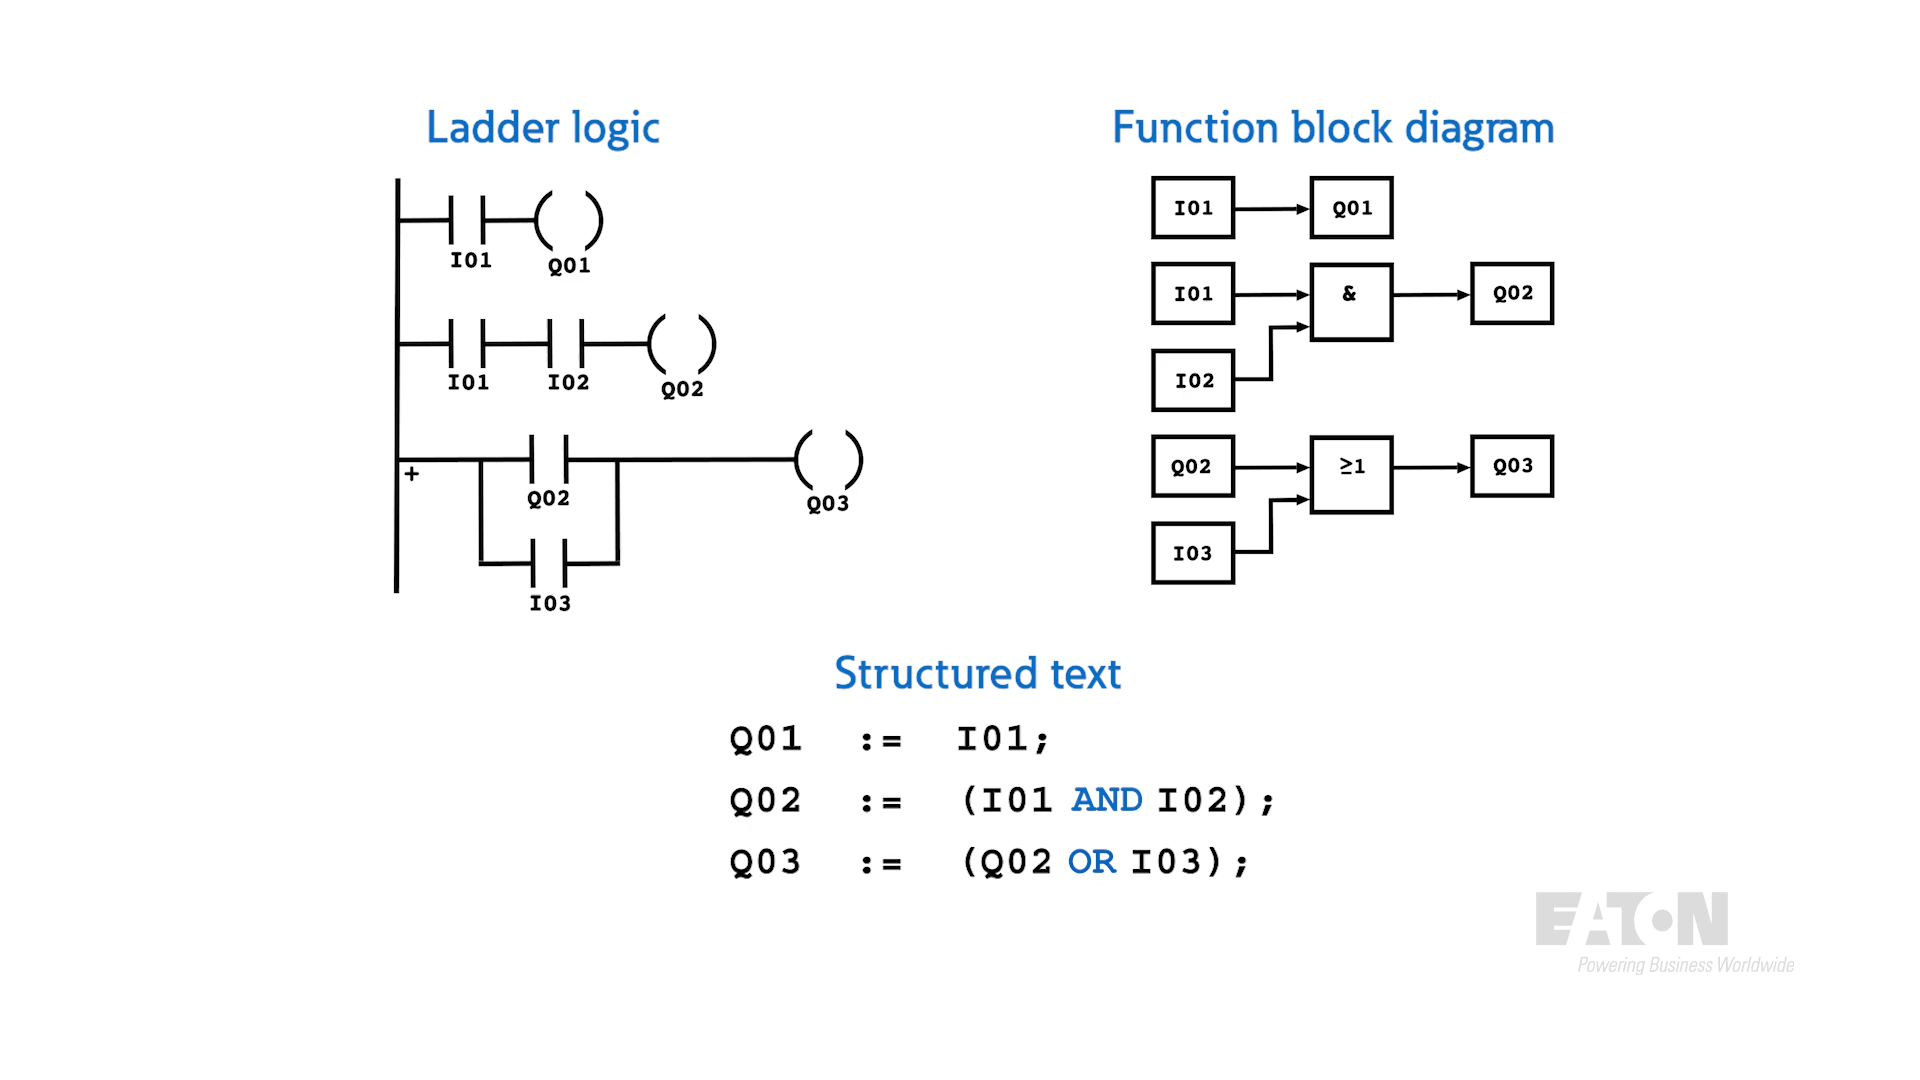 Ladder logic
I01
Q01
I01
I02
Q02
+
Q02
Q03
I03
Function block diagram
I01
Q01
I01
&
Q02
I02
Q02
≥1
Q03
I03
Structured text
Q01 := I01;
Q02 := (I01 AND I02);
Q03 := (Q02 OR I03);
EATON
Powering Business Worldwide